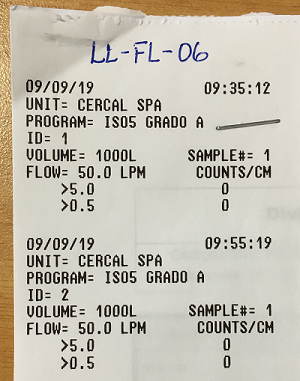 LL-FL-06
09/09/19 09:35:12
UNIT= CERCAL SPA
PROGRAM= ISO5 GRADO A
ID= 1
VOLUME= 1000L SAMPLE#= 1
FLOW= 50.0 LPM COUNTS/CM
>5.0 0
>0.5 0
09/09/19 09:55:19
UNIT= CERCAL SPA
PROGRAM= ISO5 GRADO A
ID= 2
VOLUME= 1000L SAMPLE#= 1
FLOW= 50.0 LPM COUNTS/CM
>5.0 0
>0.5 0